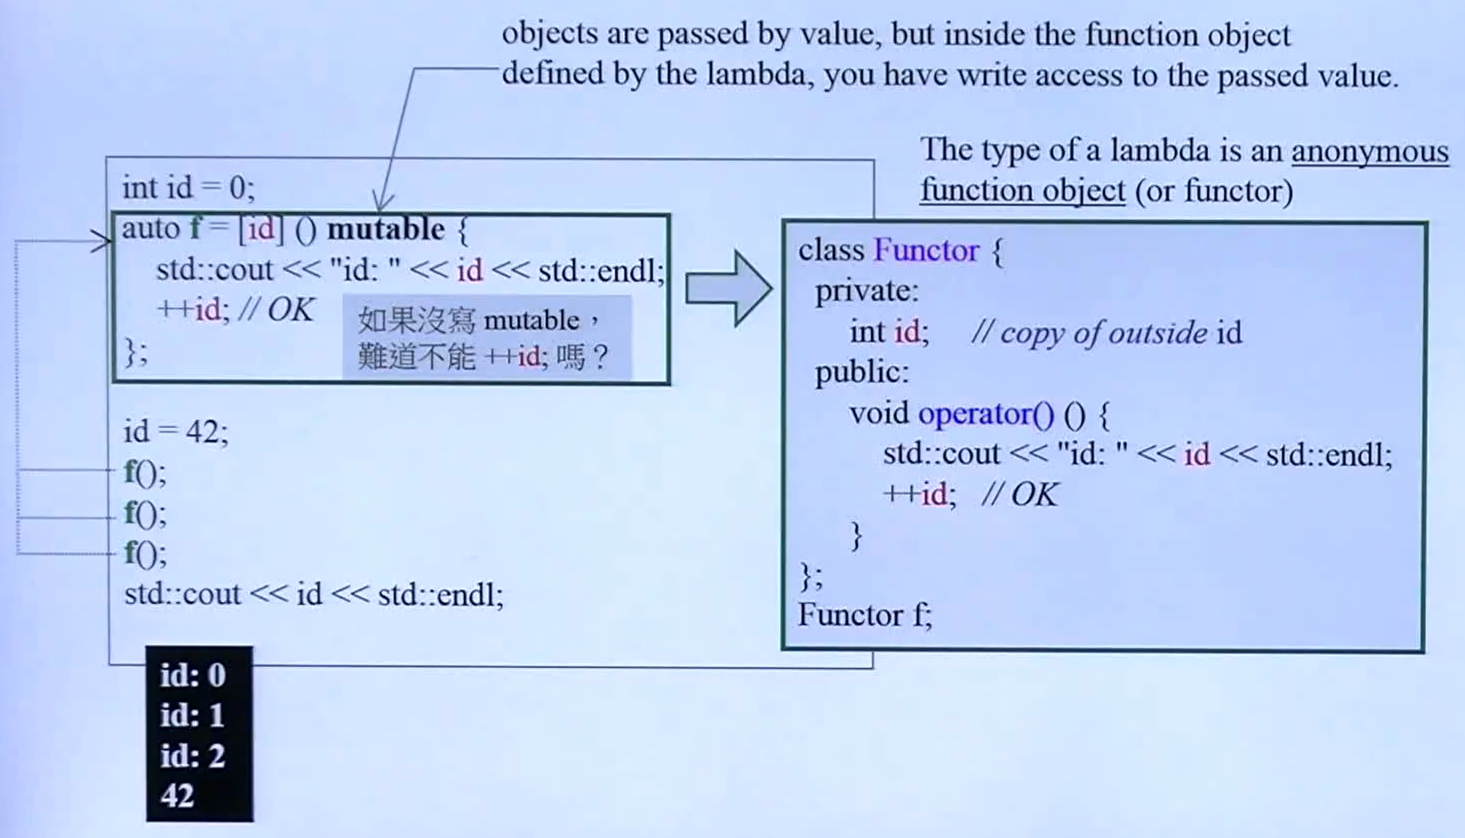 objects are passed by value, but inside the function object
defined by the lambda, you have write access to the passed value.
The type of a lambda is an anonymous
function object (or functor)
int id = 0;
auto f = [id] () mutable {
std::cout << "id: " << id << std::endl;
++id; // OK
};
如果沒寫 mutable，
難道不能 ++id; 嗎？
id = 42;
f();
f();
f();
std::cout << id << std::endl;
id: 0
id: 1
id: 2
42
class Functor {
private:
int id; // copy of outside id
public:
void operator() () {
std::cout << "id: " << id << std::endl;
++id; // OK
}
};
Functor f;